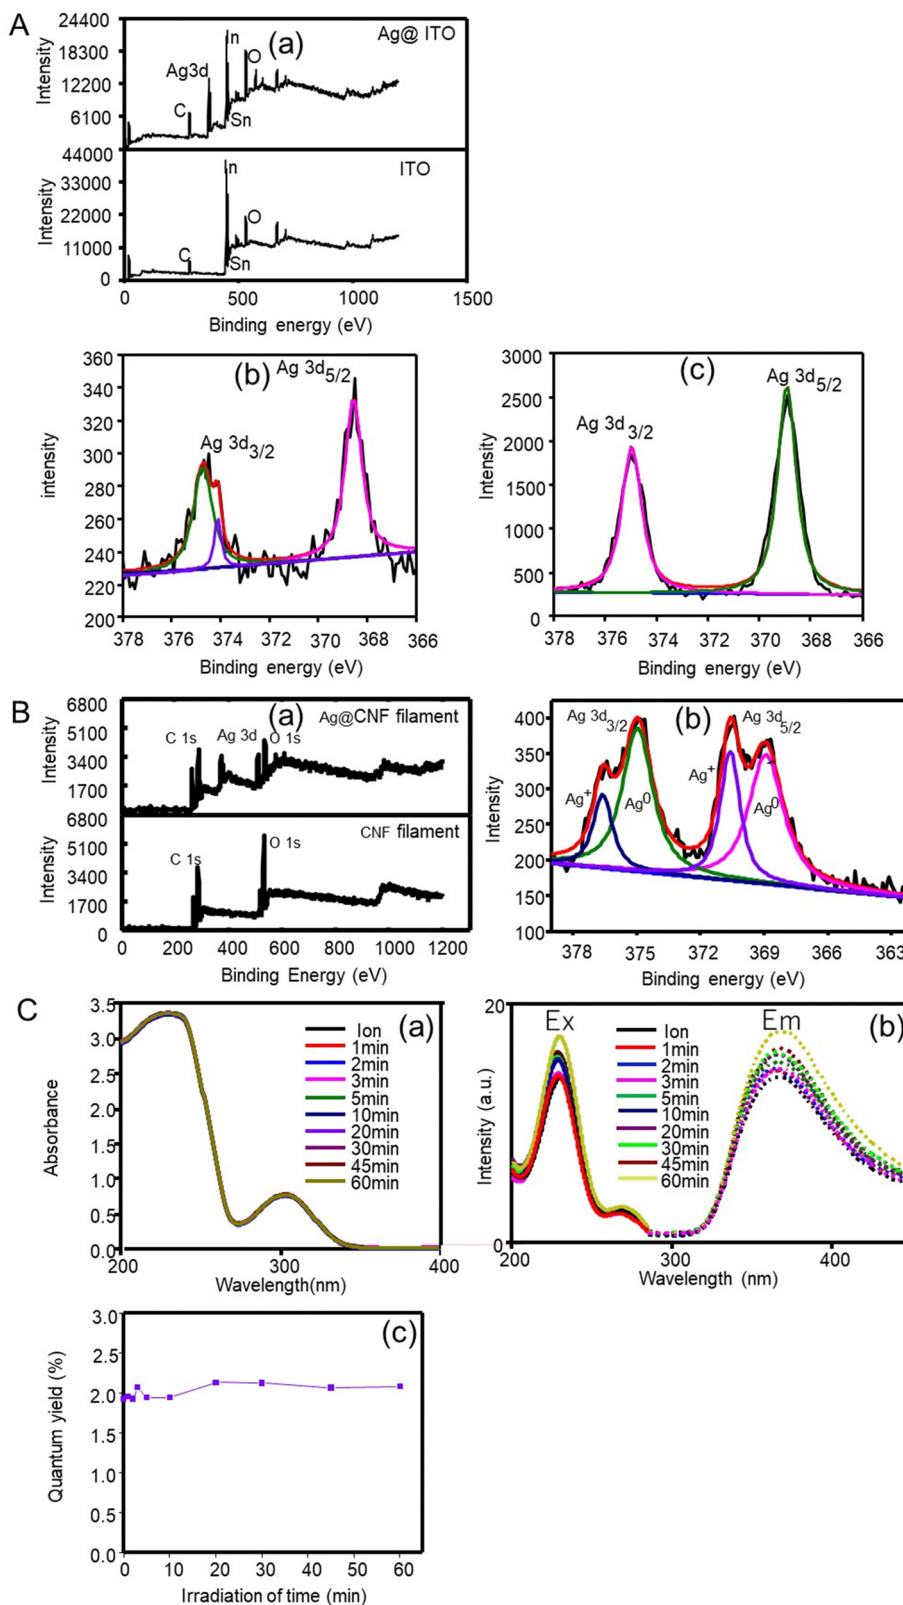 A
24400
18300
12200
6100
Intensity
In
(a)
Ag@ ITO
Ag3d
O
C
Sn
44000
33000
22000
11000
0
Intensity
In
ITO
O
C
Sn
0
500
1000
1500
Binding energy (eV)
360
340
320
300
280
260
240
220
200
intensity
(b)
Ag 3d5/2
Ag 3d3/2
378
376
374
372
370
368
366
Binding energy (eV)
3000
2500
2000
1500
1000
500
0
Intensity
(c)
Ag 3d5/2
Ag 3d3/2
378
376
374
372
370
368
366
Binding energy (eV)
B
6800
5100
3400
1700
0
Intensity
(a)
Ag@CNF filament
C 1s
Ag 3d
O 1s
6800
5100
3400
1700
0
Intensity
CNF filament
C 1s
O 1s
0
200
400
600
800
1000
1200
Binding Energy (eV)
400
350
300
250
200
150
100
Intensity
(b)
Ag 3d3/2
Ag 3d5/2
Ag+
Ag0
Ag+
Ag0
378
375
372
369
366
363
Binding energy (eV)
C
3.5
3.0
2.5
2.0
1.5
1.0
0.5
0.0
Absorbance
(a)
Ion
1min
2min
3min
5min
10min
20min
30min
45min
60min
200
300
400
Wavelength(nm)
20
0
Intensity (a.u.)
Ex
Em
(b)
Ion
1min
2min
3min
5min
10min
20min
30min
45min
60min
200
300
400
Wavelength (nm)
3.0
2.5
2.0
1.5
1.0
0.5
0.0
Quantum yield (%)
(c)
0
10
20
30
40
50
60
Irradiation of time (min)